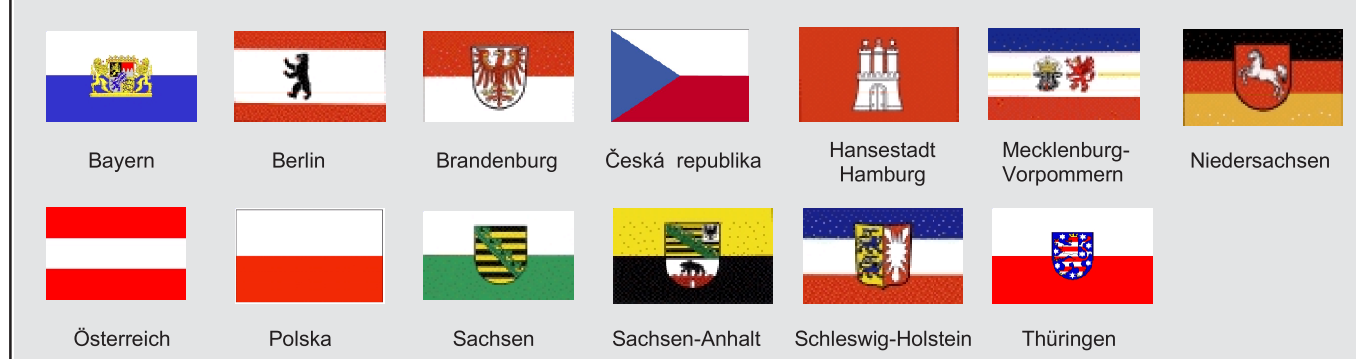 Bayern
Berlin
Brandenburg
Česká republika
Hansestadt
Hamburg
Mecklenburg-
Vorpommern
Niedersachsen
Österreich
Polska
Sachsen
Sachsen-Anhalt
Schleswig-Holstein
Thüringen